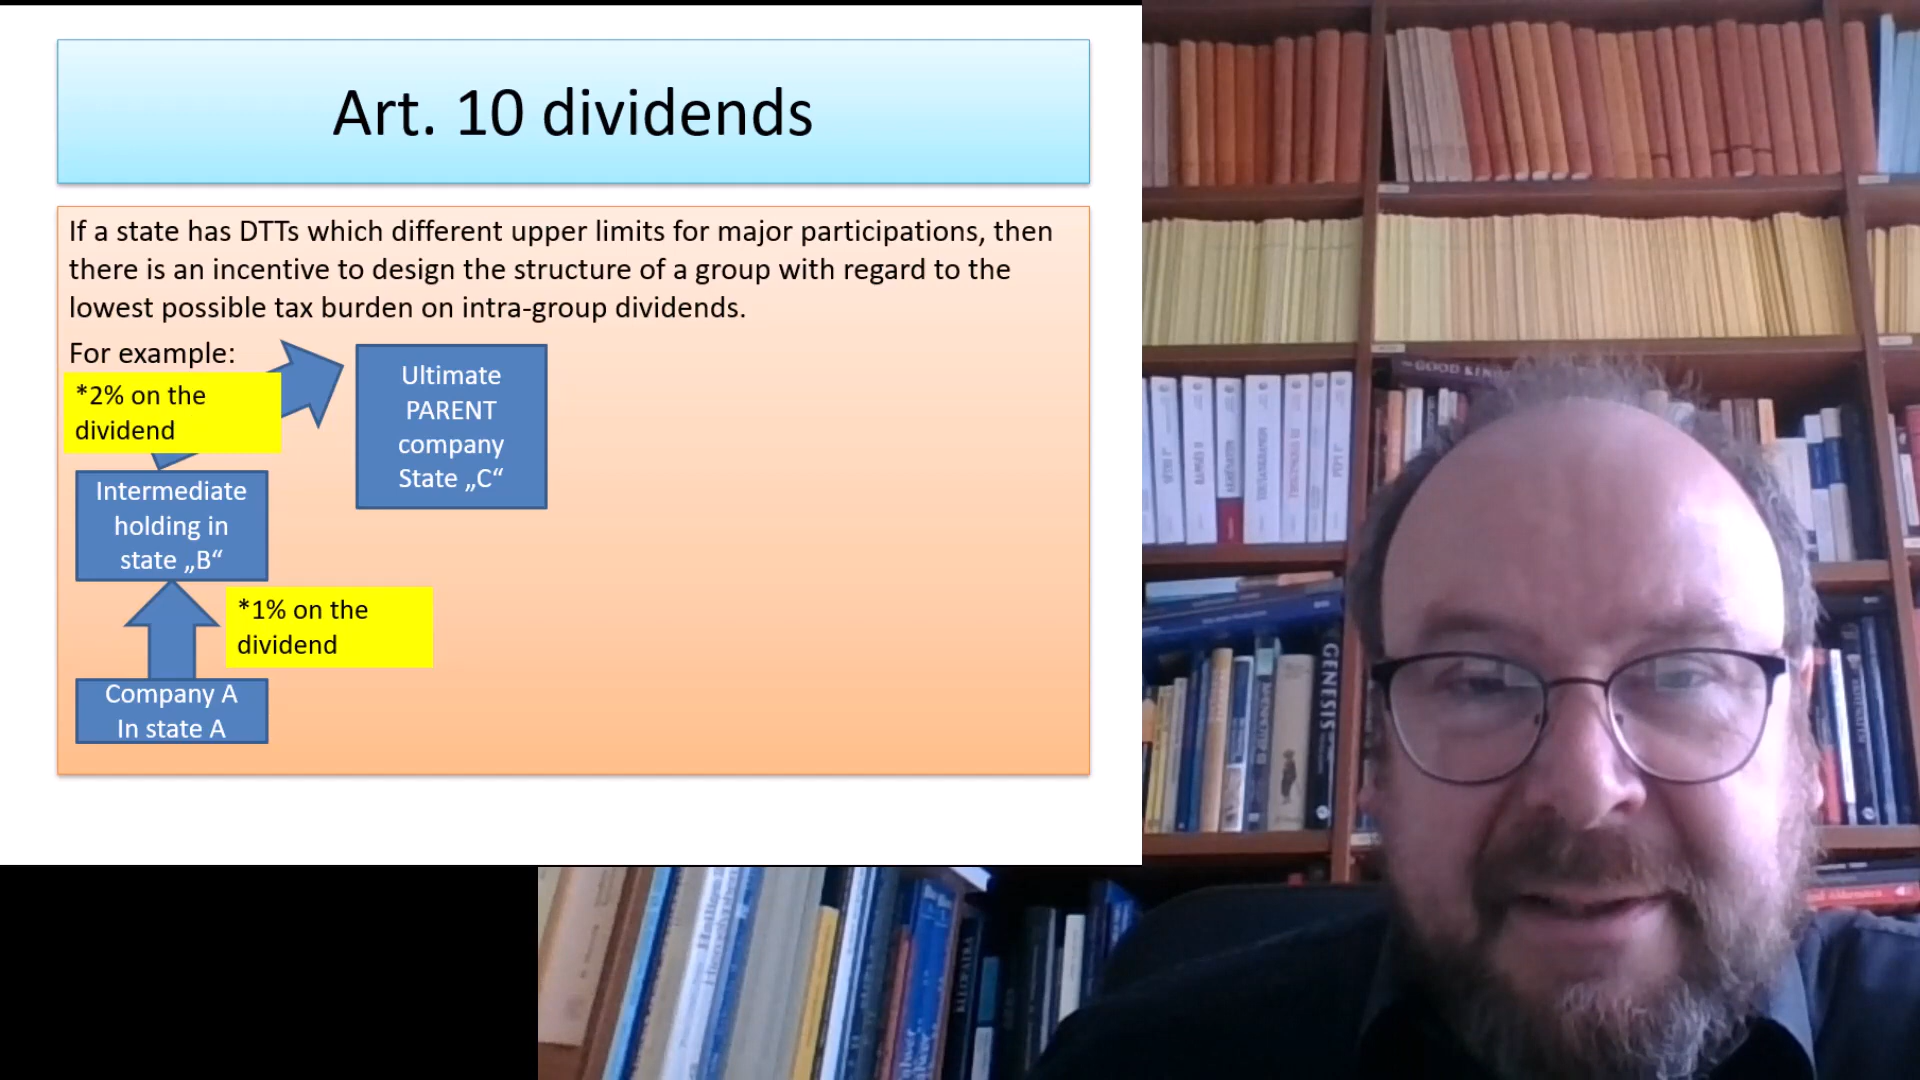 Art. 10 dividends
If a state has DTTs which different upper limits for major participations, then
there is an incentive to design the structure of a group with regard to the
lowest possible tax burden on intra-group dividends.
For example:
*2% on the
dividend
Ultimate
PARENT
company
State „C“
Intermediate
holding in
state „B“
*1% on the
dividend
Company A
In state A
GENESIS